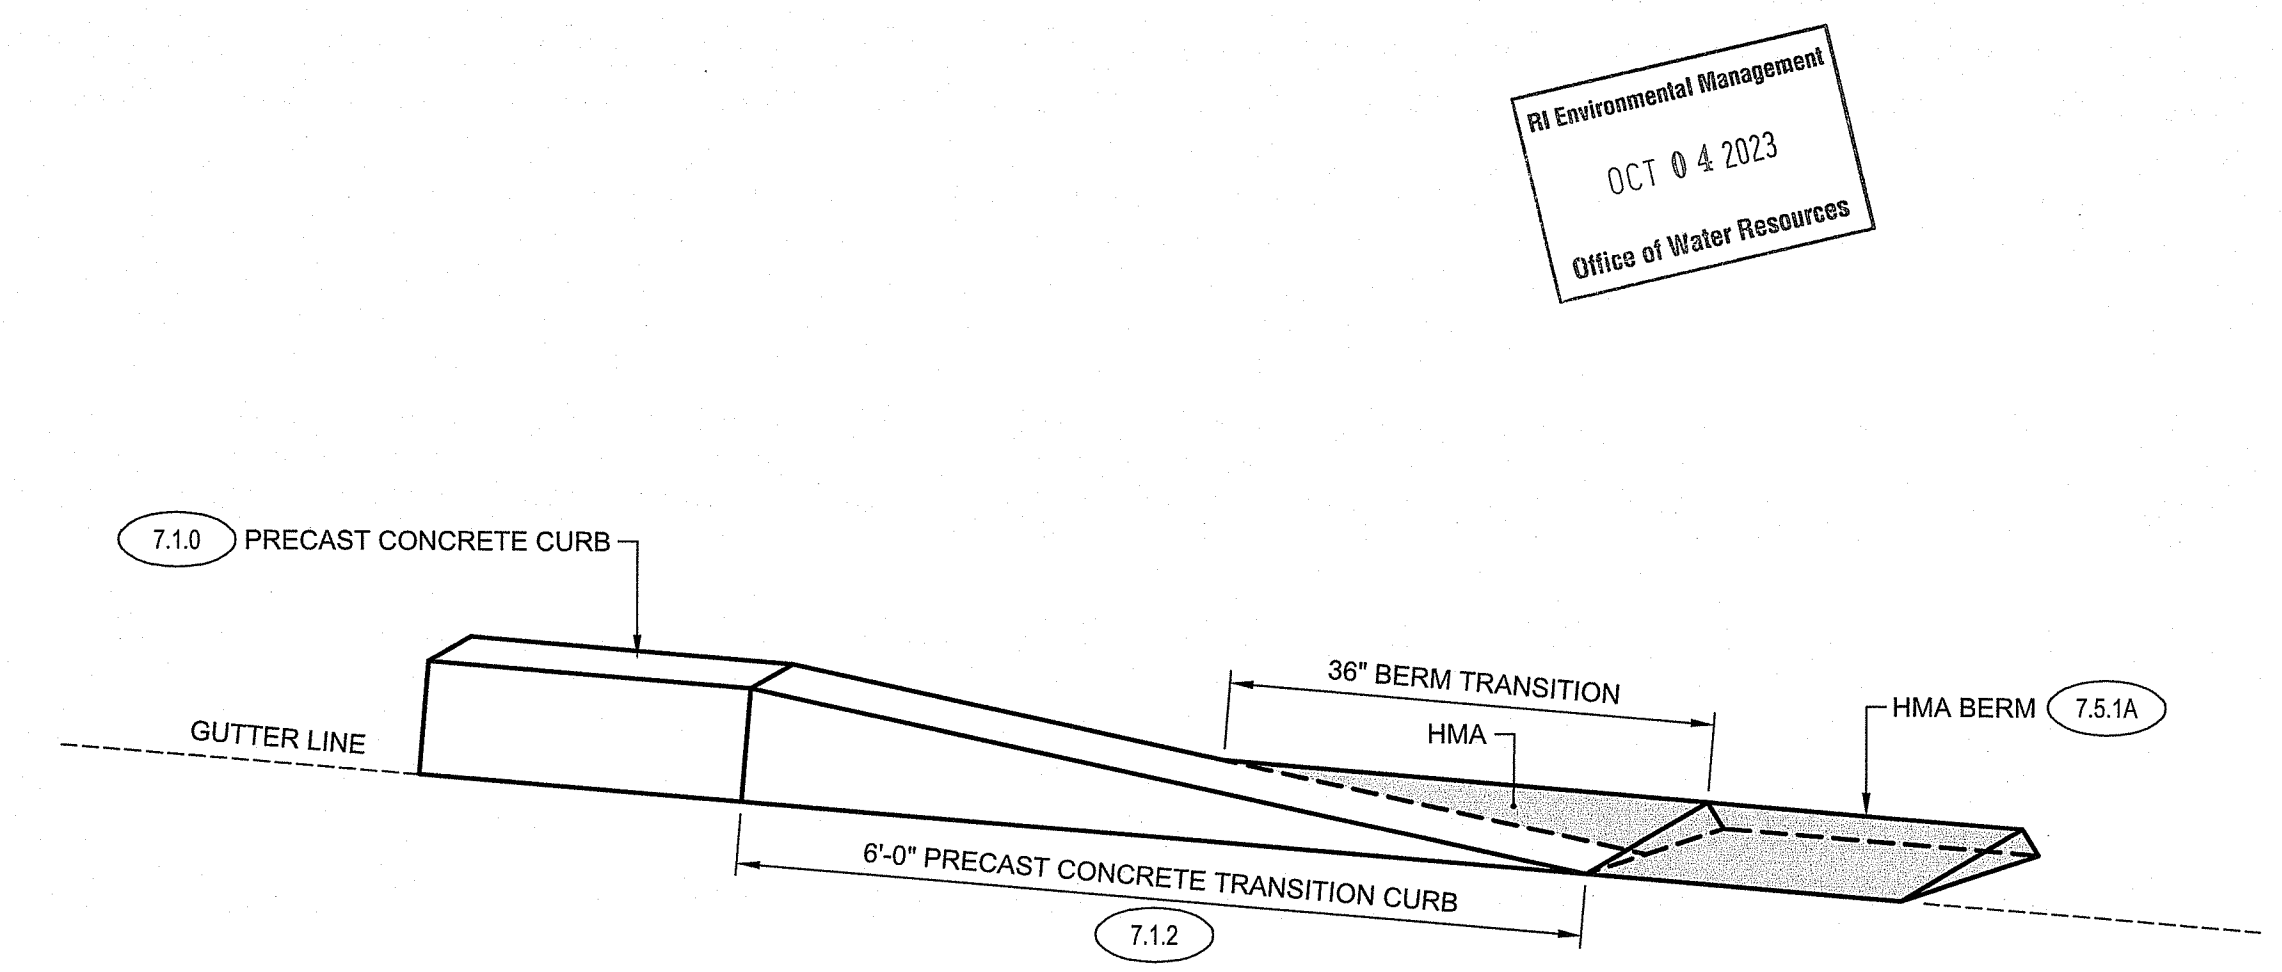 RI Environmental Management
OCT 04 2023
Office of Water Resources
7.1.0 PRECAST CONCRETE CURB
GUTTER LINE
36" BERM TRANSITION
HMA
HMA BERM 7.5.1A
6'-0" PRECAST CONCRETE TRANSITION CURB
7.1.2